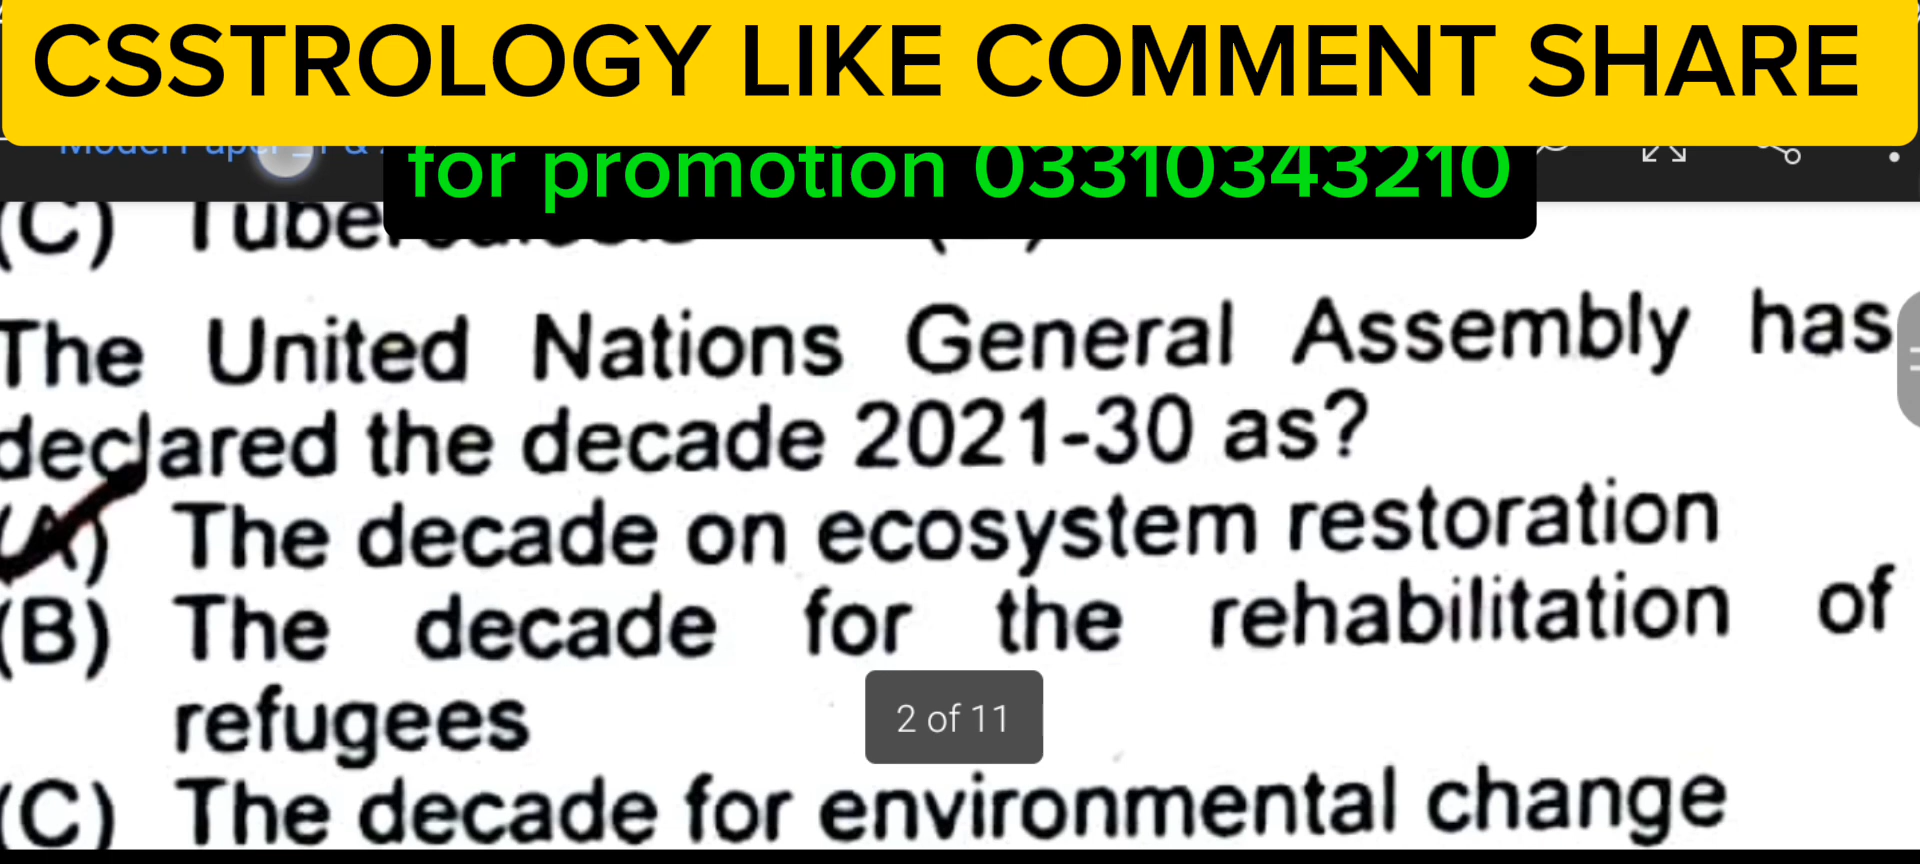 CSSTROLOGY LIKE COMMENT SHARE
for promotion 03310343210
(C)
The United Nations General Assembly has
declared the decade 2021-30 as?
(A) The decade on ecosystem restoration
(B) The decade for the rehabilitation of
refugees
2 of 11
(C) The decade for environmental change